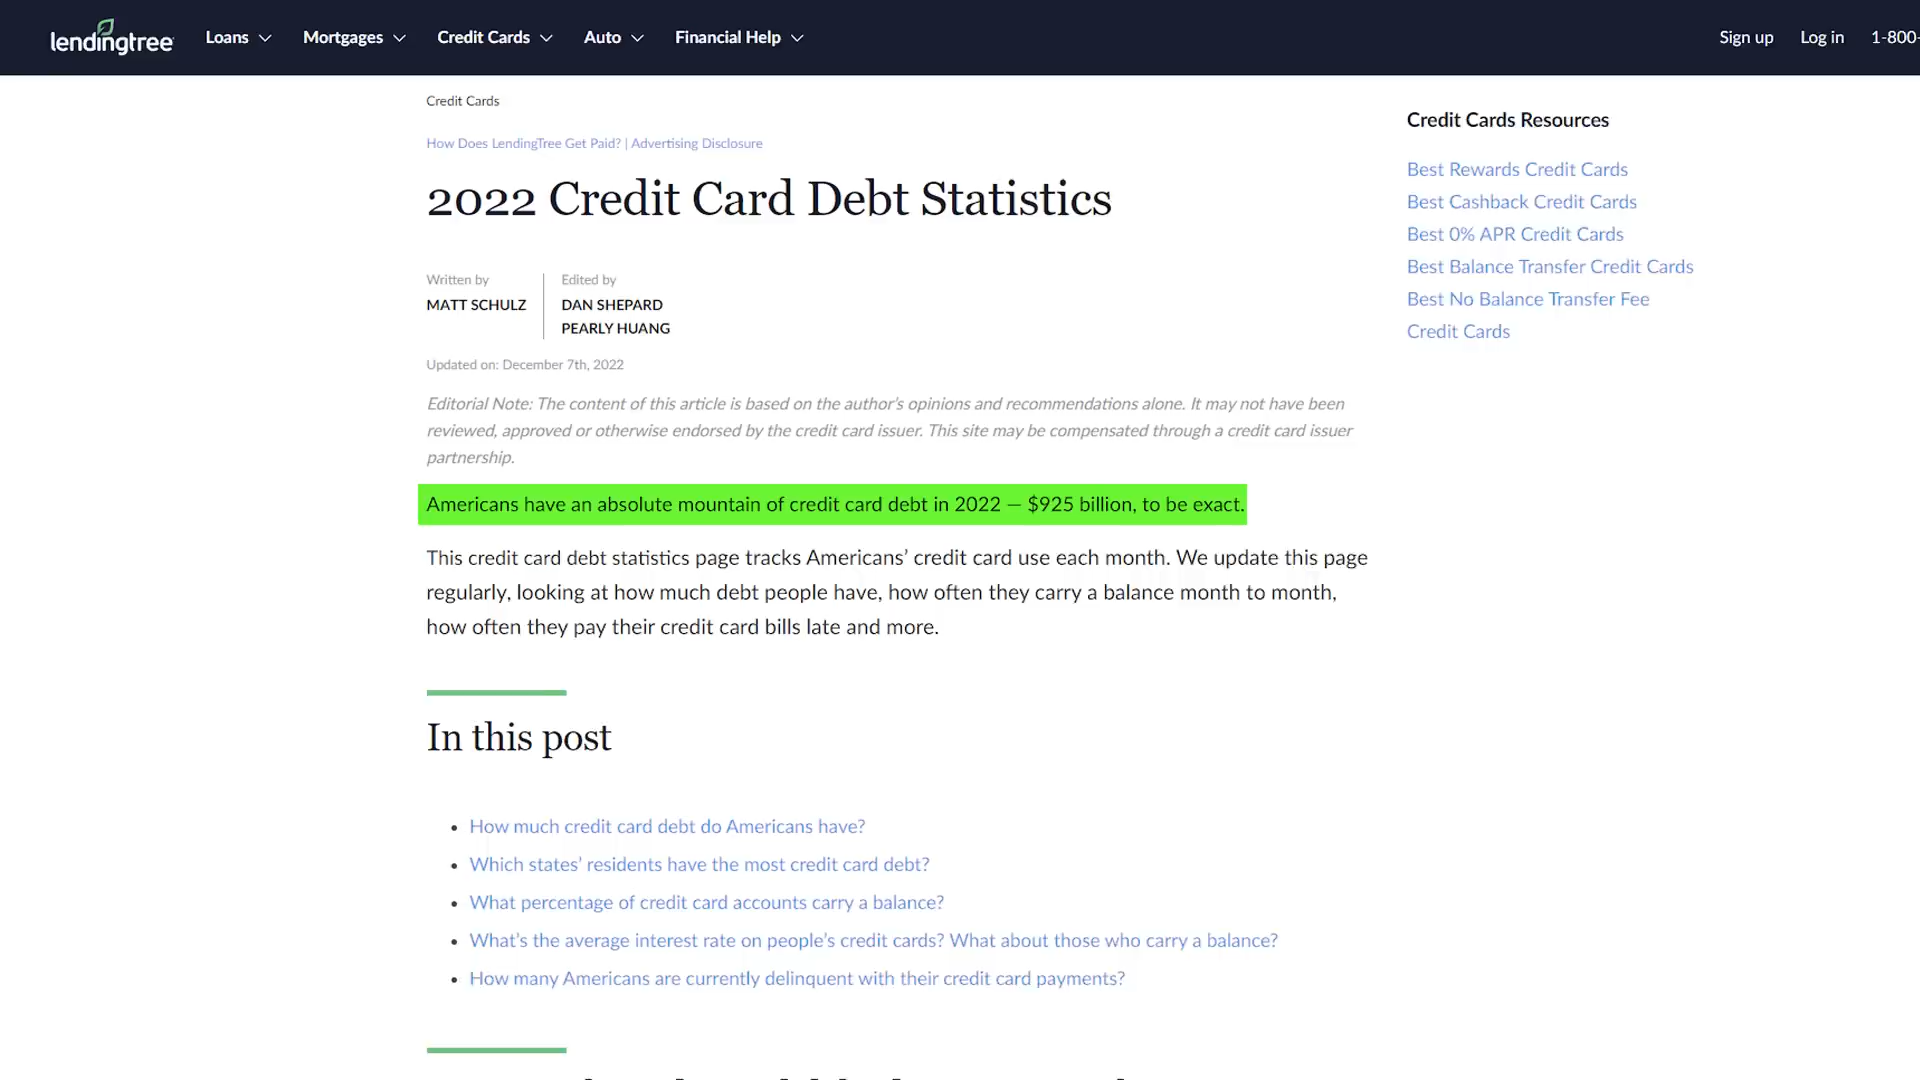 lendingtree
Loans
Mortgages
Credit Cards
Auto
Financial Help
Sign up
Log in
1-800-
Credit Cards
How Does LendingTree Get Paid? | Advertising Disclosure
2022 Credit Card Debt Statistics
Written by
MATT SCHULZ
Edited by
DAN SHEPARD
PEARLY HUANG
Updated on: December 7th, 2022
Editorial Note: The content of this article is based on the author's opinions and recommendations alone. It may not have been
reviewed, approved or otherwise endorsed by the credit card issuer. This site may be compensated through a credit card issuer
partnership.
Americans have an absolute mountain of credit card debt in 2022 — $925 billion, to be exact.
This credit card debt statistics page tracks Americans’ credit card use each month. We update this page
regularly, looking at how much debt people have, how often they carry a balance month to month,
how often they pay their credit card bills late and more.
In this post
• How much credit card debt do Americans have?
• Which states’ residents have the most credit card debt?
• What percentage of credit card accounts carry a balance?
• What’s the average interest rate on people’s credit cards? What about those who carry a balance?
• How many Americans are currently delinquent with their credit card payments?
Credit Cards Resources
Best Rewards Credit Cards
Best Cashback Credit Cards
Best 0% APR Credit Cards
Best Balance Transfer Credit Cards
Best No Balance Transfer Fee
Credit Cards